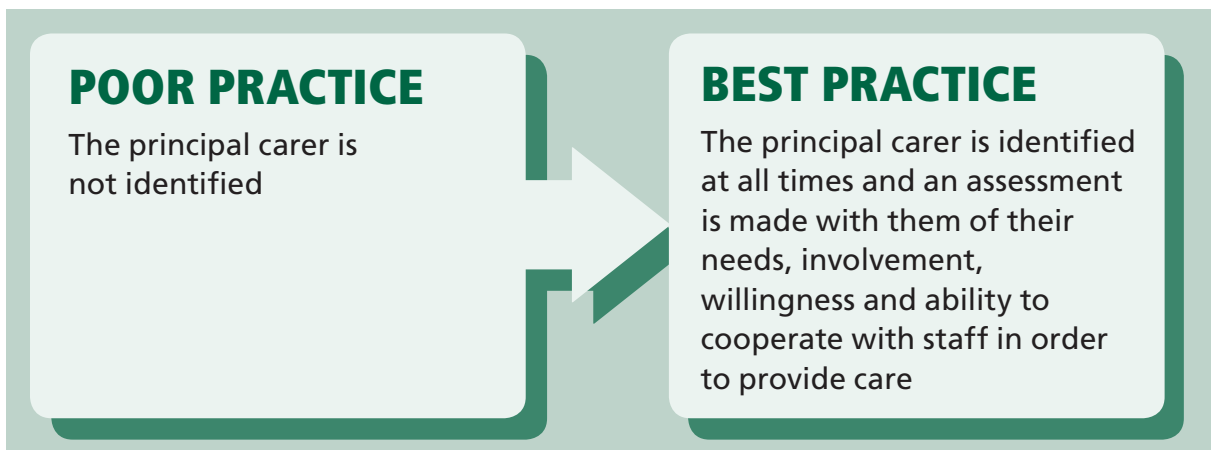 POOR PRACTICE
The principal carer is
not identified
BEST PRACTICE
The principal carer is identified
at all times and an assessment
is made with them of their
needs, involvement,
willingness and ability to
cooperate with staff in order
to provide care